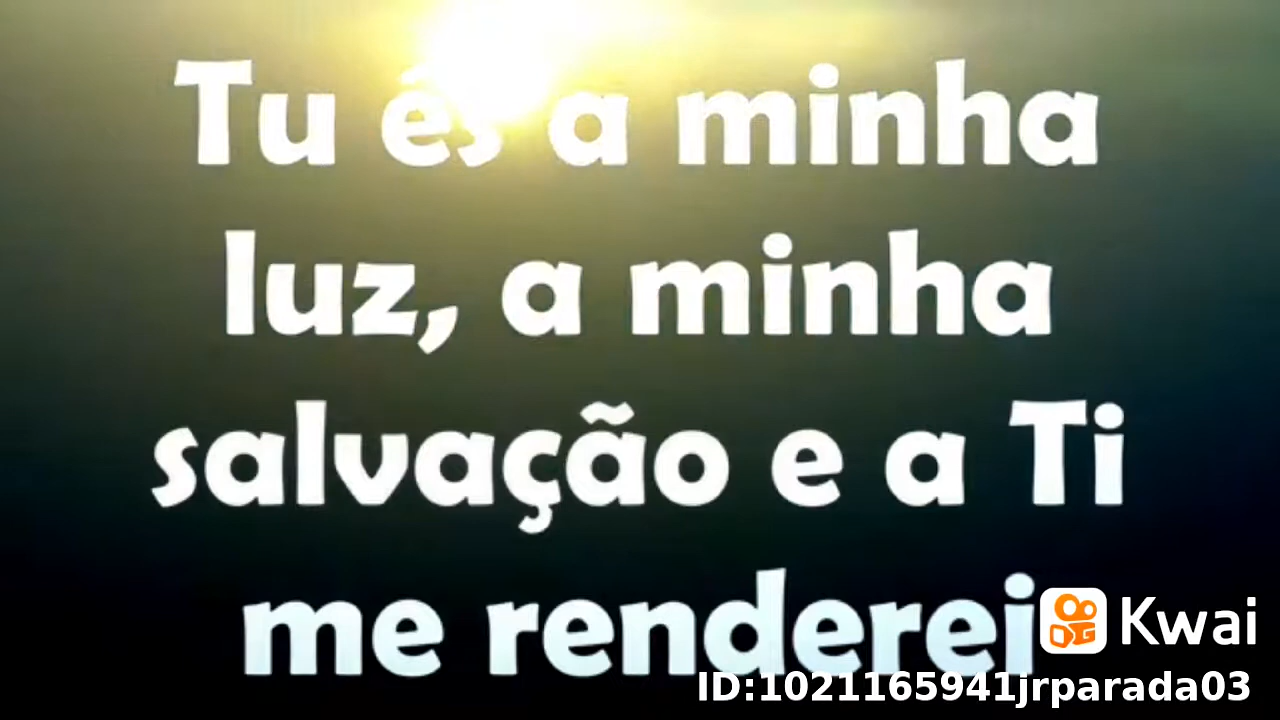 Tu és a minha
luz, a minha
salvação e a Ti
me renderei
Kwai
ID:1021165941jrparada03